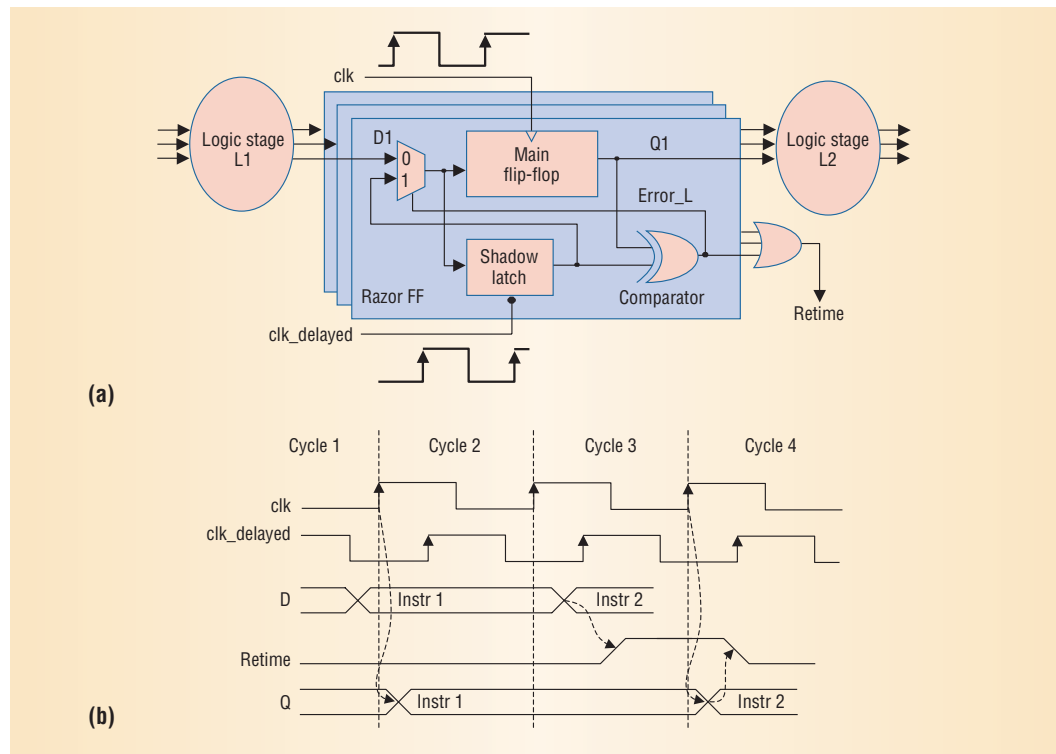 clk
Logic stage
L1
D1
0
1
Main
flip-flop
Q1
Logic stage
L2
Error_L
Shadow
latch
Razor FF
Comparator
Retime
clk_delayed
(a)
Cycle 1 Cycle 2 Cycle 3 Cycle 4
clk
clk_delayed
D Instr 1 Instr 2
Retime
Q Instr 1 Instr 2
(b)